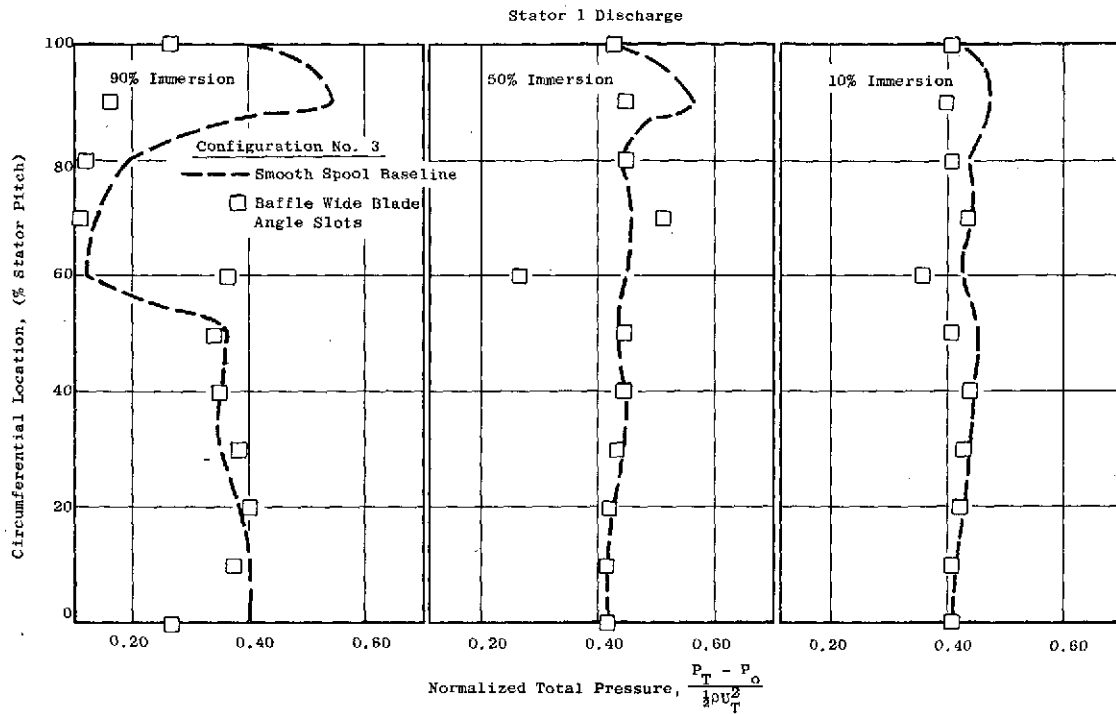 Stator 1 Discharge
Circumferential Location, (% Stator Pitch)
100
80
60
40
20
0
90% Immersion
50% Immersion
10% Immersion
Configuration No. 3
Smooth Spool Baseline
Baffle Wide Blade
Angle Slots
0.20 0.40 0.60
0.20 0.40 0.60
0.20 0.40 0.60
Normalized Total Pressure, P_T - P_o / ½ρU_T^2